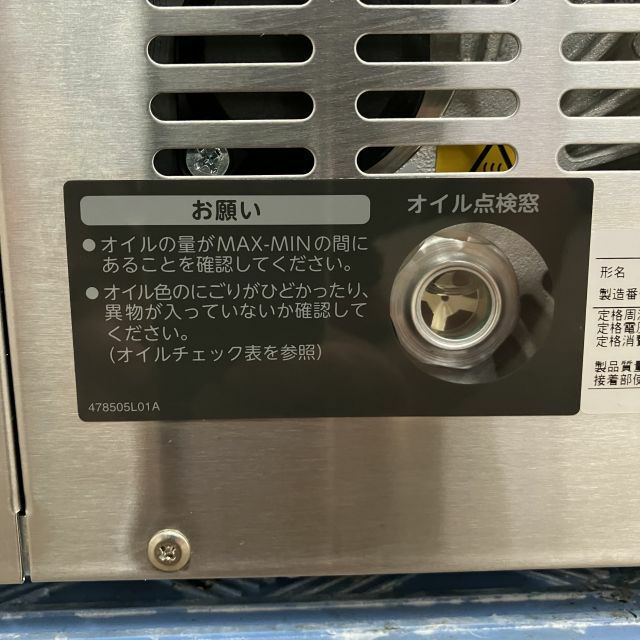 お願い
●オイルの量がMAX-MINの間に
あることを確認してください。
●オイル色のにごりがひどかったり、
異物が入っていないか確認して
ください。
（オイルチェック表を参照）
478505L01A
オイル点検窓
形名
製造番
定格周
定格電
定格消
製品質量
接着部